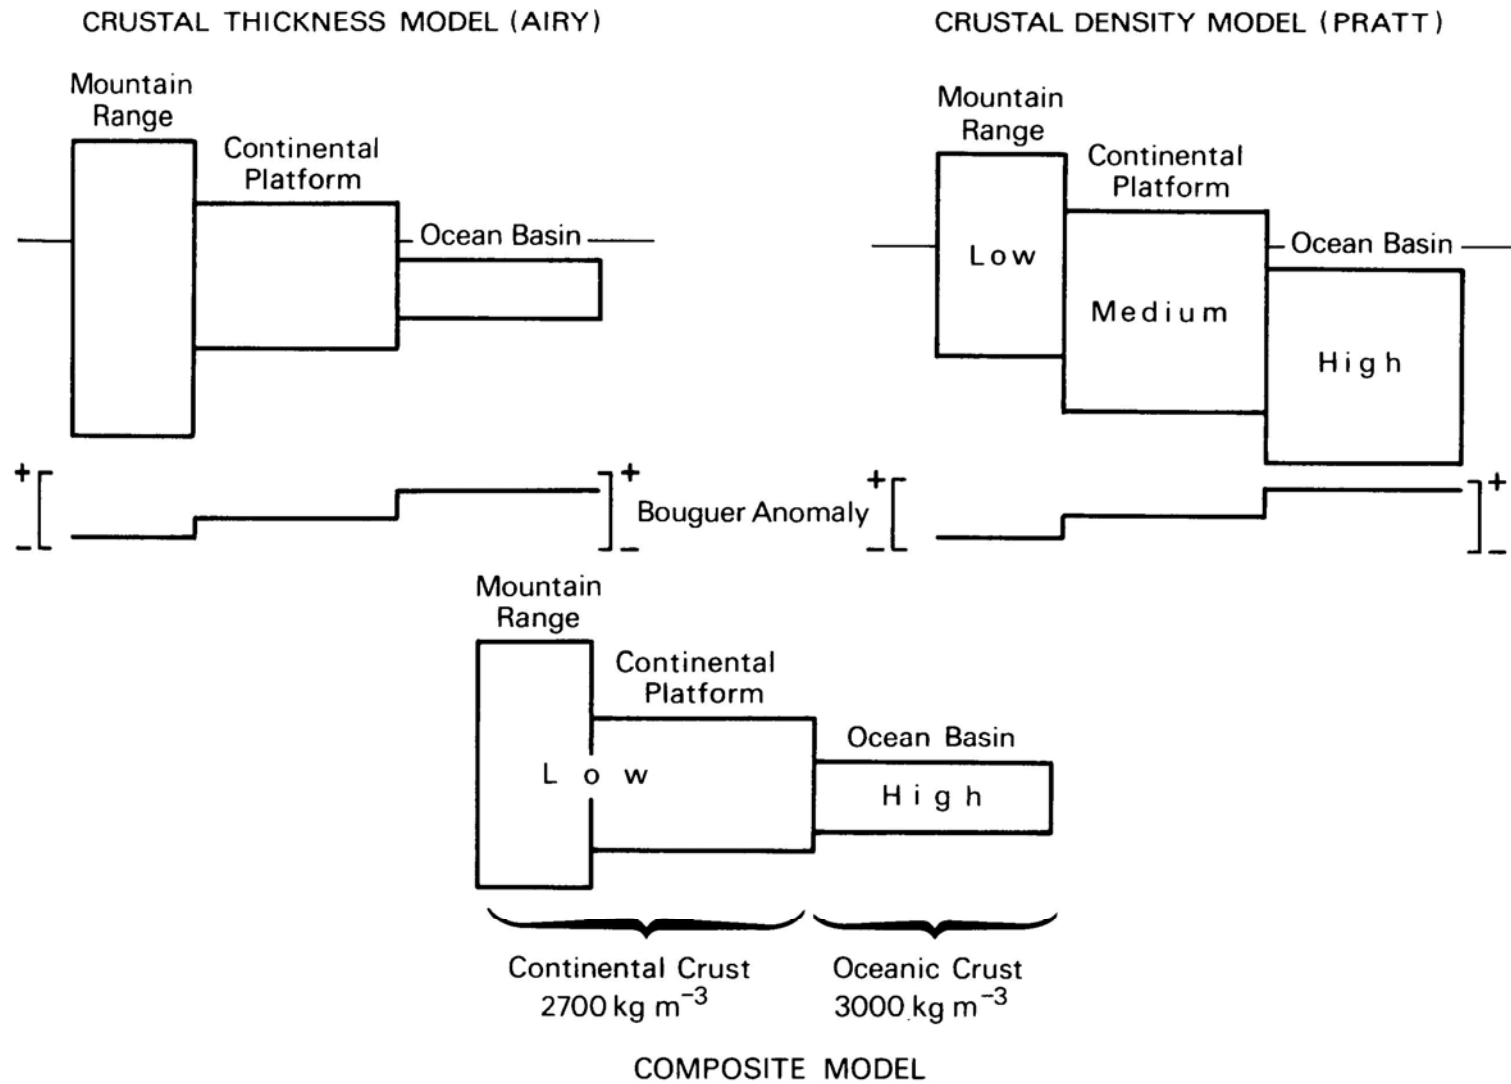 CRUSTAL THICKNESS MODEL (AIRY)
Mountain
Range
Continental
Platform
Ocean Basin
+
-
+
-
Bouguer Anomaly
CRUSTAL DENSITY MODEL (PRATT)
Mountain
Range
Continental
Platform
Ocean Basin
Low
Medium
High
+
-
+
-
Mountain
Range
Continental
Platform
Ocean Basin
Low
High
Continental Crust
2700 kg m⁻³
Oceanic Crust
3000 kg m⁻³
COMPOSITE MODEL